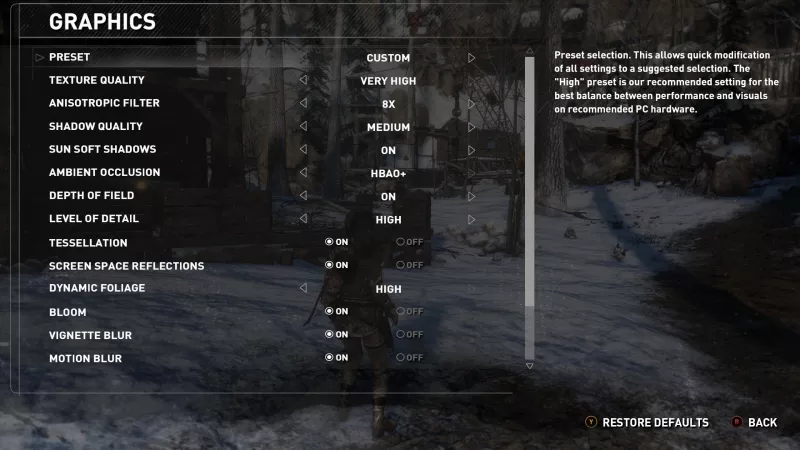 GRAPHICS
PRESET CUSTOM
TEXTURE QUALITY VERY HIGH
ANISOTROPIC FILTER 8X
SHADOW QUALITY MEDIUM
SUN SOFT SHADOWS ON
AMBIENT OCCLUSION HBAO+
DEPTH OF FIELD ON
LEVEL OF DETAIL HIGH
TESSELLATION ON OFF
SCREEN SPACE REFLECTIONS ON OFF
DYNAMIC FOLIAGE HIGH
BLOOM ON OFF
VIGNETTE BLUR ON OFF
MOTION BLUR ON OFF
Preset selection. This allows quick modification
of all settings to a suggested selection. The
"High" preset is our recommended setting for the
best balance between performance and visuals
on recommended PC hardware.
Y RESTORE DEFAULTS B BACK